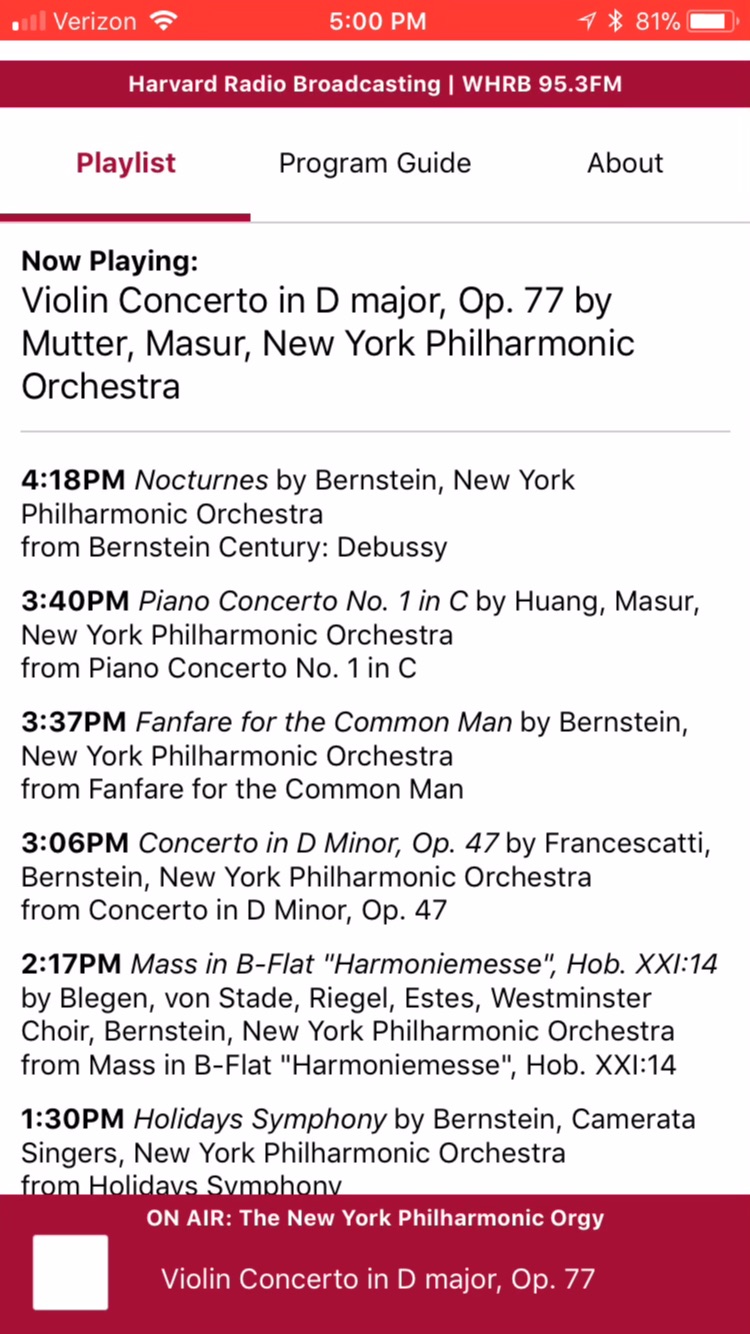 Verizon 5:00 PM 81%
Harvard Radio Broadcasting | WHRB 95.3FM
Playlist Program Guide About
Now Playing:
Violin Concerto in D major, Op. 77 by
Mutter, Masur, New York Philharmonic
Orchestra
4:18PM Nocturnes by Bernstein, New York
Philharmonic Orchestra
from Bernstein Century: Debussy
3:40PM Piano Concerto No. 1 in C by Huang, Masur,
New York Philharmonic Orchestra
from Piano Concerto No. 1 in C
3:37PM Fanfare for the Common Man by Bernstein,
New York Philharmonic Orchestra
from Fanfare for the Common Man
3:06PM Concerto in D Minor, Op. 47 by Francescatti,
Bernstein, New York Philharmonic Orchestra
from Concerto in D Minor, Op. 47
2:17PM Mass in B-Flat "Harmoniemesse", Hob. XXI:14
by Blegen, von Stade, Riegel, Estes, Westminster
Choir, Bernstein, New York Philharmonic Orchestra
from Mass in B-Flat "Harmoniemesse", Hob. XXI:14
1:30PM Holidays Symphony by Bernstein, Camerata
Singers, New York Philharmonic Orchestra
from Holidays Symphony
ON AIR: The New York Philharmonic Orgy
Violin Concerto in D major, Op. 77